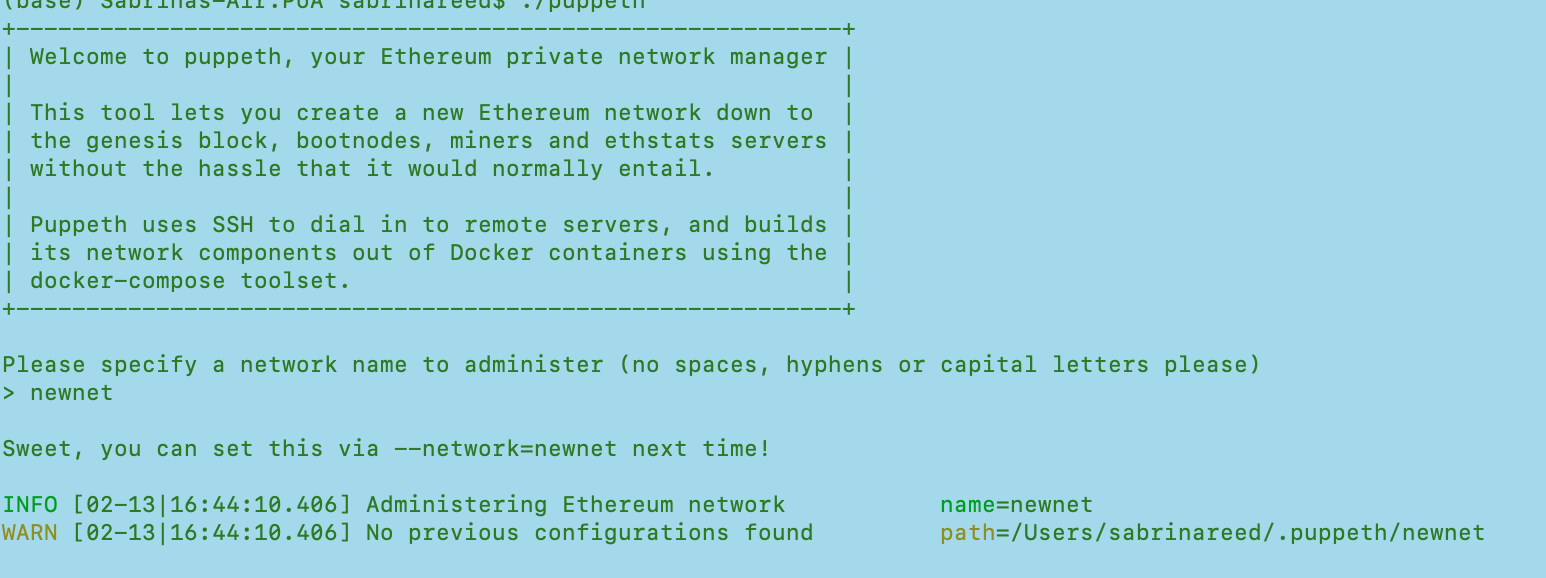 (base) Sabrinas-Air:PoA sabrinareed$ ./puppeth
+-----------------------------------------------------------+
| Welcome to puppeth, your Ethereum private network manager |
|                                                           |
| This tool lets you create a new Ethereum network down to  |
| the genesis block, bootnodes, miners and ethstats servers |
| without the hassle that it would normally entail.         |
|                                                           |
| Puppeth uses SSH to dial in to remote servers, and builds |
| its network components out of Docker containers using the |
| docker-compose toolset.                                   |
+-----------------------------------------------------------+
Please specify a network name to administer (no spaces, hyphens or capital letters please)
> newnet
Sweet, you can set this via --network=newnet next time!
INFO [02-13|16:44:10.406] Administering Ethereum network           name=newnet
WARN [02-13|16:44:10.406] No previous configurations found         path=/Users/sabrinareed/.puppeth/newnet